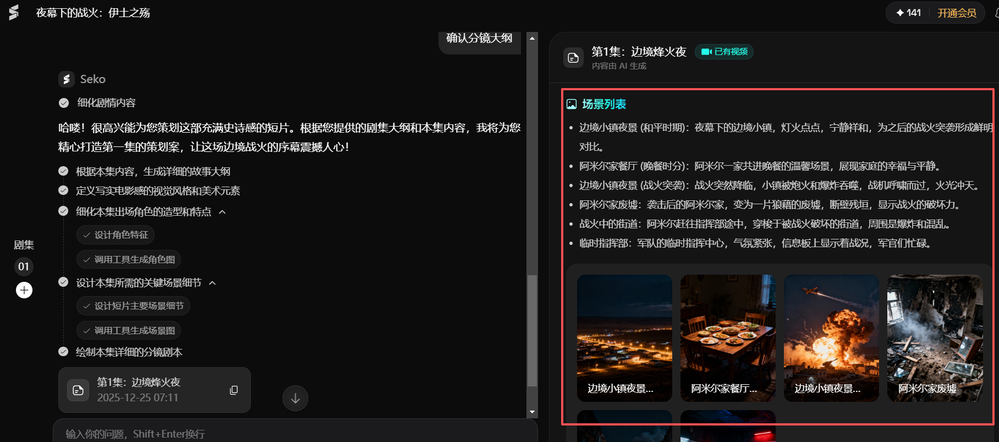 夜幕下的战火：伊土之殇
141
开通会员
确认分镜大纲
Seko
细化剧情内容
哈喽！很高兴能为您策划这部充满史诗感的短片。根据您提供的剧集大纲和本集内容，我将为您
精心打造第一集的策划案，让这场边境战火的序幕震撼人心！
根据本集内容，生成详细的故事大纲
定义写实电影感的视觉风格和美术元素
细化本集出场角色的造型和特点
设计角色特征
调用工具生成角色图
设计本集所需的关键场景细节
设计短片主要场景细节
调用工具生成场景图
绘制本集详细的分镜剧本
第1集：边境烽火夜
2025-12-25 07:11
输入你的问题，Shift+Enter换行
剧集
01
第1集：边境烽火夜
已有视频
内容由 AI 生成
场景列表
边境小镇夜景 (和平时期)：夜幕下的边境小镇，灯火点点，宁静祥和，为之后的战火突袭形成鲜明
对比。
阿米尔家餐厅 (晚餐时分)：阿米尔一家共进晚餐的温馨场景，展现家庭的幸福与平静。
边境小镇夜景 (战火突袭)：战火突然降临，小镇被炮火和爆炸吞噬，战机呼啸而过，火光冲天。
阿米尔家废墟：袭击后的阿米尔家，变为一片狼藉的废墟，断壁残垣，显示战火的破坏力。
战火中的街道：阿米尔赶往指挥部途中，穿梭于被战火破坏的街道，周围是爆炸和混乱。
临时指挥部：军队的临时指挥中心，气氛紧张，信息板上显示着战况，军官们忙碌。
边境小镇夜景...
阿米尔家餐厅...
边境小镇夜景...
阿米尔家废墟